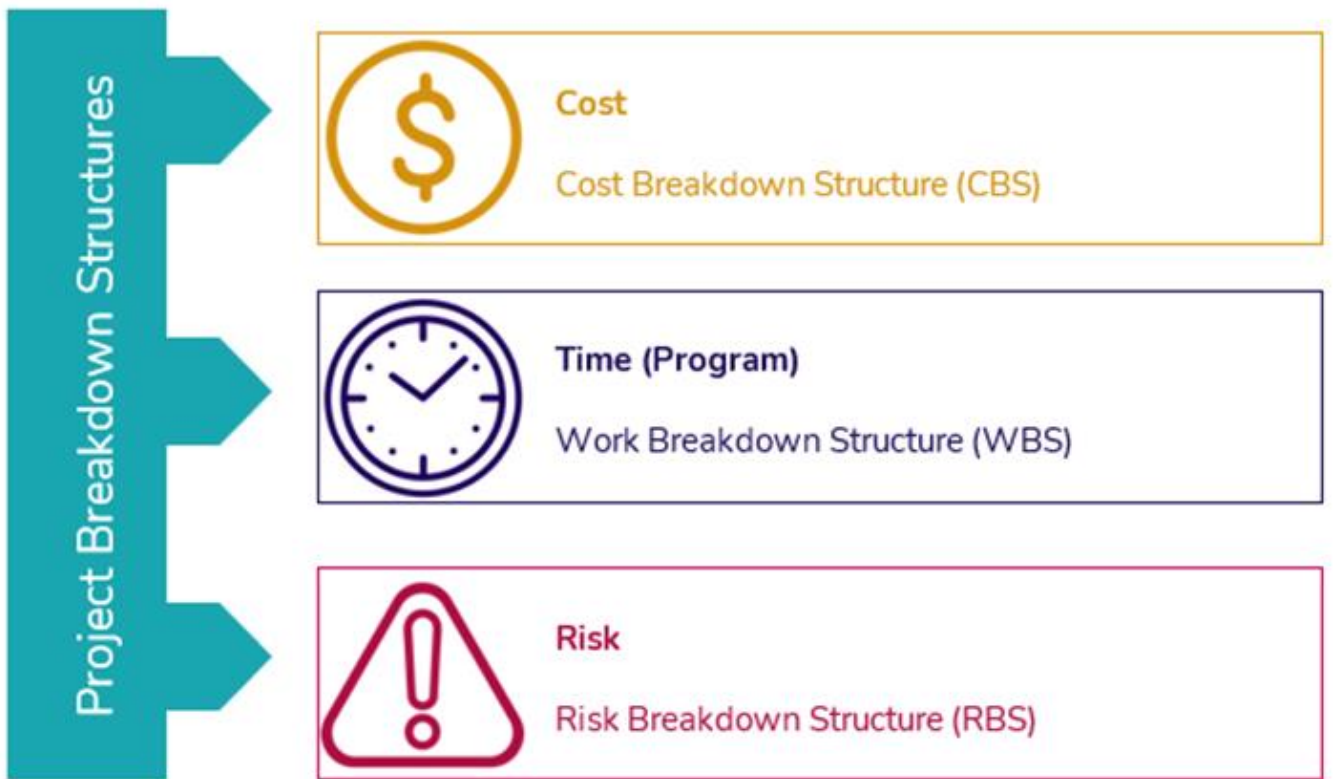 Project Breakdown Structures
$
Cost
Cost Breakdown Structure (CBS)
Time (Program)
Work Breakdown Structure (WBS)
Risk
Risk Breakdown Structure (RBS)